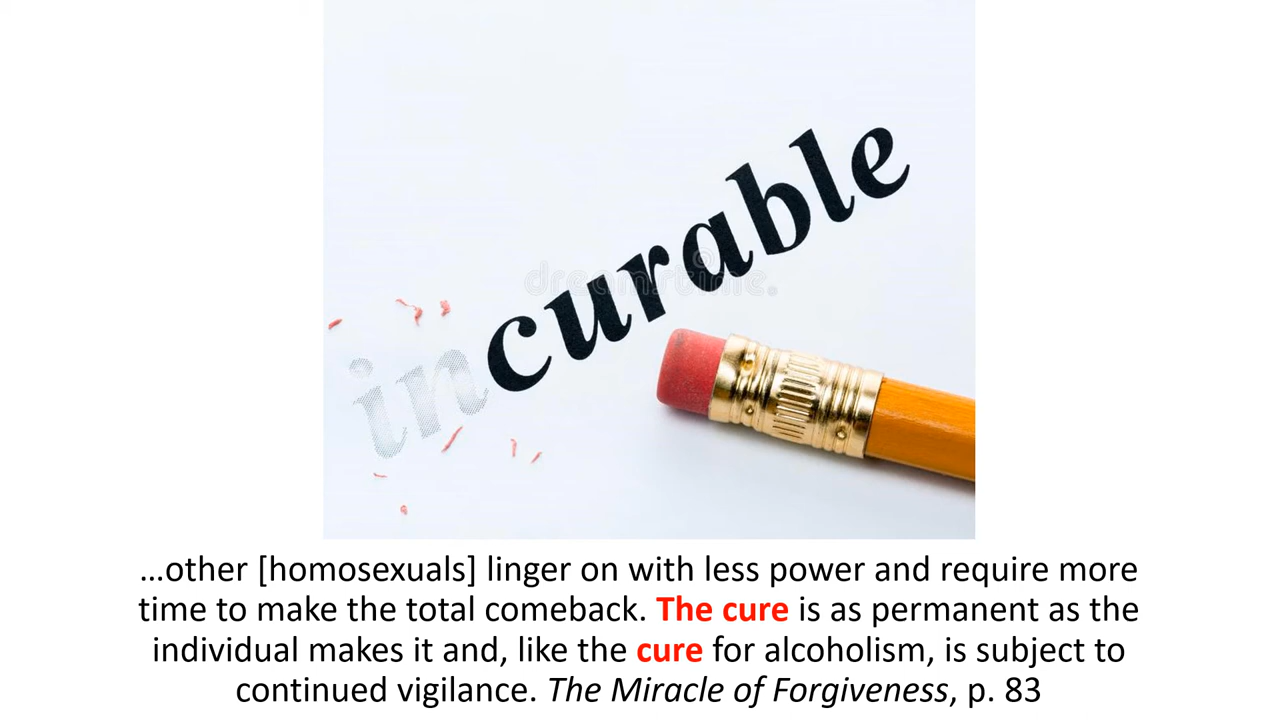 incurable
dreamstime.
…other [homosexuals] linger on with less power and require more
time to make the total comeback. The cure is as permanent as the
individual makes it and, like the cure for alcoholism, is subject to
continued vigilance. The Miracle of Forgiveness, p. 83